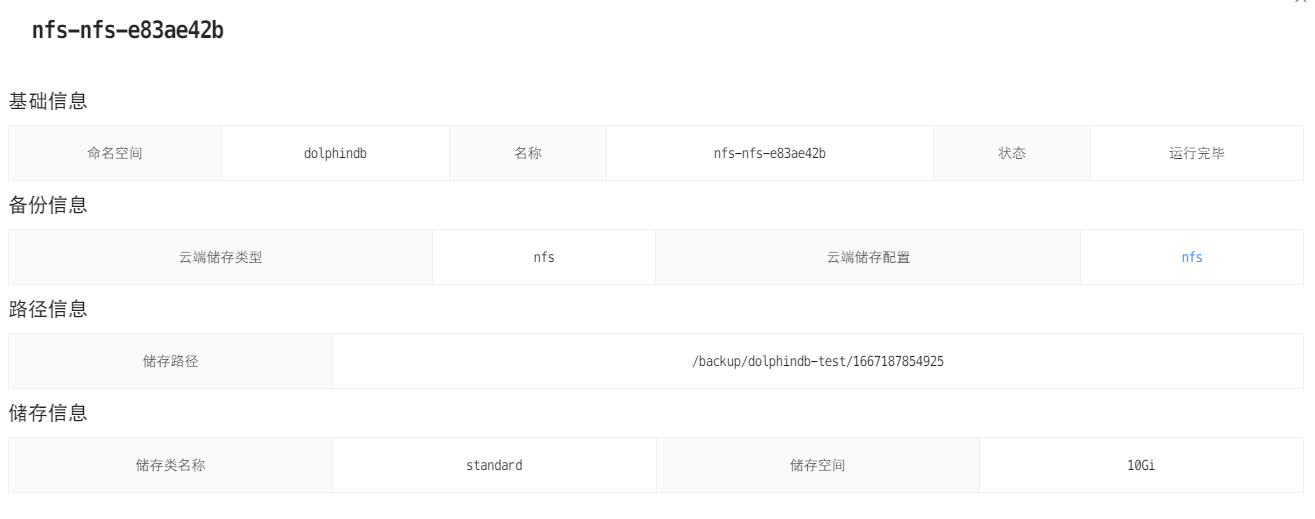 nfs-nfs-e83ae42b
基础信息
命名空间 dolphindb 名称 nfs-nfs-e83ae42b 状态 运行完毕
备份信息
云端储存类型 nfs 云端储存配置 nfs
路径信息
储存路径 /backup/dolphindb-test/1667187854925
储存信息
储存类名称 standard 储存空间 10Gi